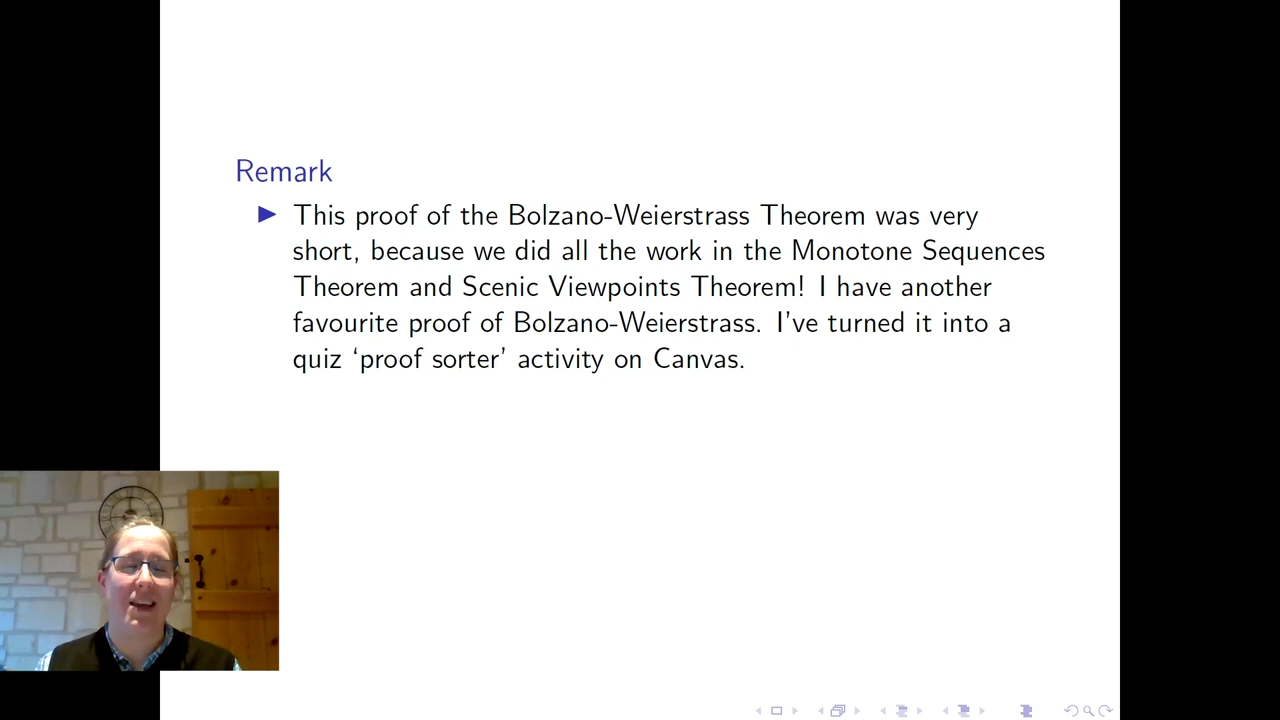 Remark
This proof of the Bolzano-Weierstrass Theorem was very
short, because we did all the work in the Monotone Sequences
Theorem and Scenic Viewpoints Theorem! I have another
favourite proof of Bolzano-Weierstrass. I've turned it into a
quiz ‘proof sorter’ activity on Canvas.